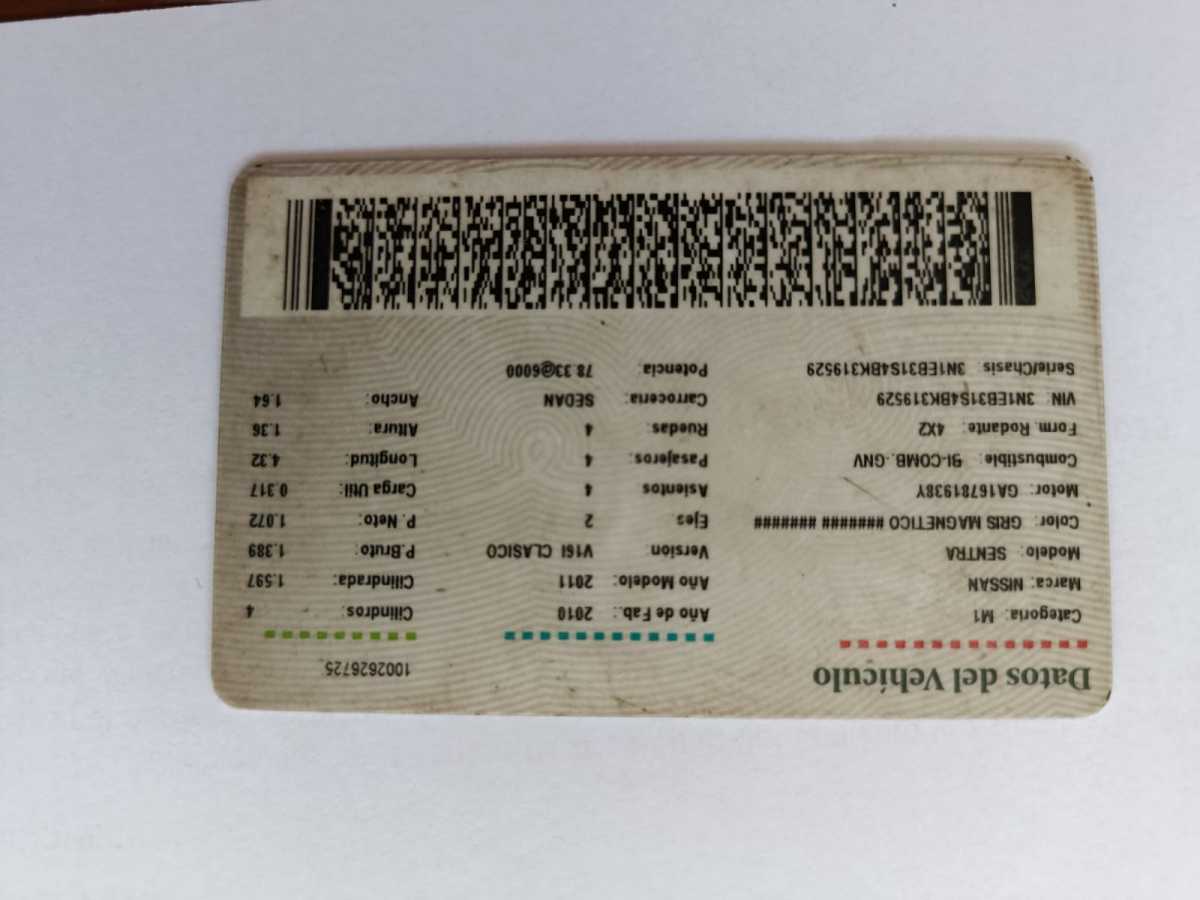 Datos del Vehículo
1002626725
Categoria: M1
Marca: NISSAN
Modelo: SENTRA
Color: GRIS MAGNETICO ####### #######
Motor: GA16781938Y
Combustible: BI-COMB.-GNV
Form. Rodante: 4X2
VIN: 3N1EB31S4BK319529
Serie/Chasis: 3N1EB31S4BK319529
Año de Fab.: 2010
Año Modelo: 2011
Version: V16I CLASICO
Ejes: 2
Asientos: 4
Pasajeros: 4
Ruedas: 4
Carroceria: SEDAN
Potencia: 78.33@6000
Cilindros: 4
Cilindrada: 1.597
P.Bruto: 1.389
P. Neto: 1.072
Carga Util: 0.317
Longitud: 4.32
Altura: 1.36
Ancho: 1.64